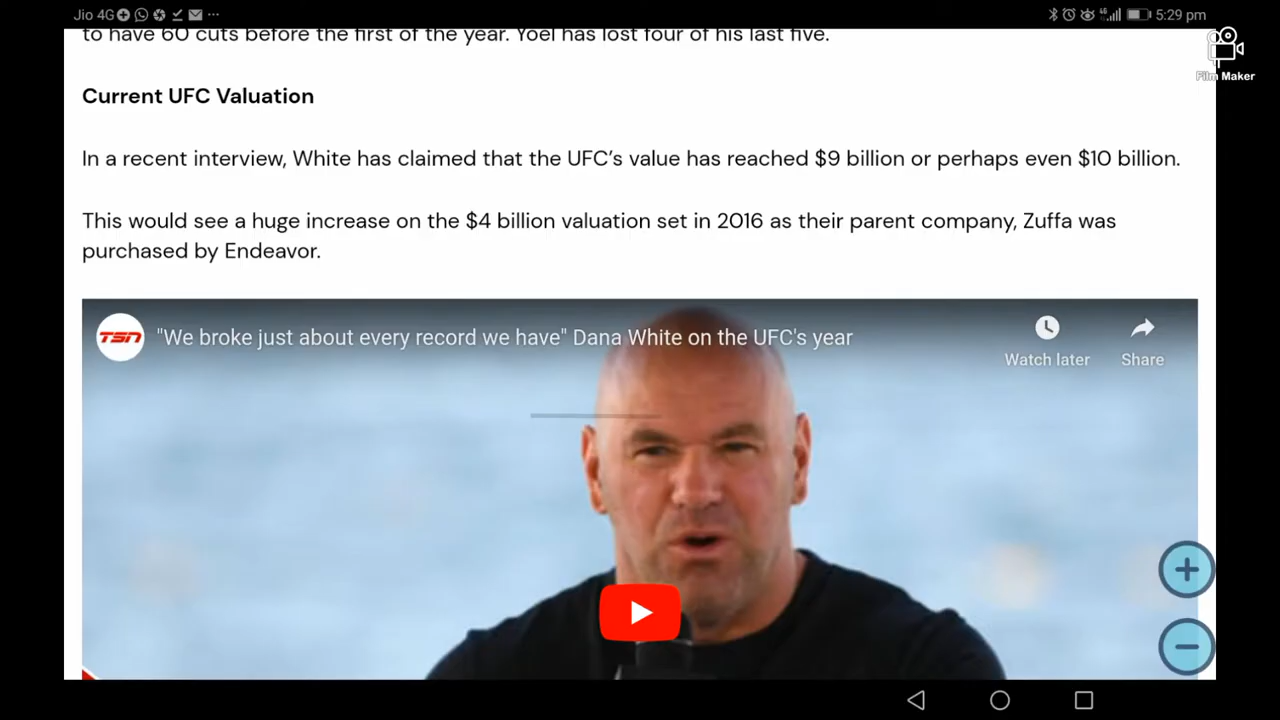 Jio 4G ... 4G 5:29 pm
to have 60 cuts before the first of the year. Yoel has lost four of his last five.
Film Maker
Current UFC Valuation
In a recent interview, White has claimed that the UFC’s value has reached $9 billion or perhaps even $10 billion.
This would see a huge increase on the $4 billion valuation set in 2016 as their parent company, Zuffa was
purchased by Endeavor.
TSN "We broke just about every record we have" Dana White on the UFC's year
Watch later Share